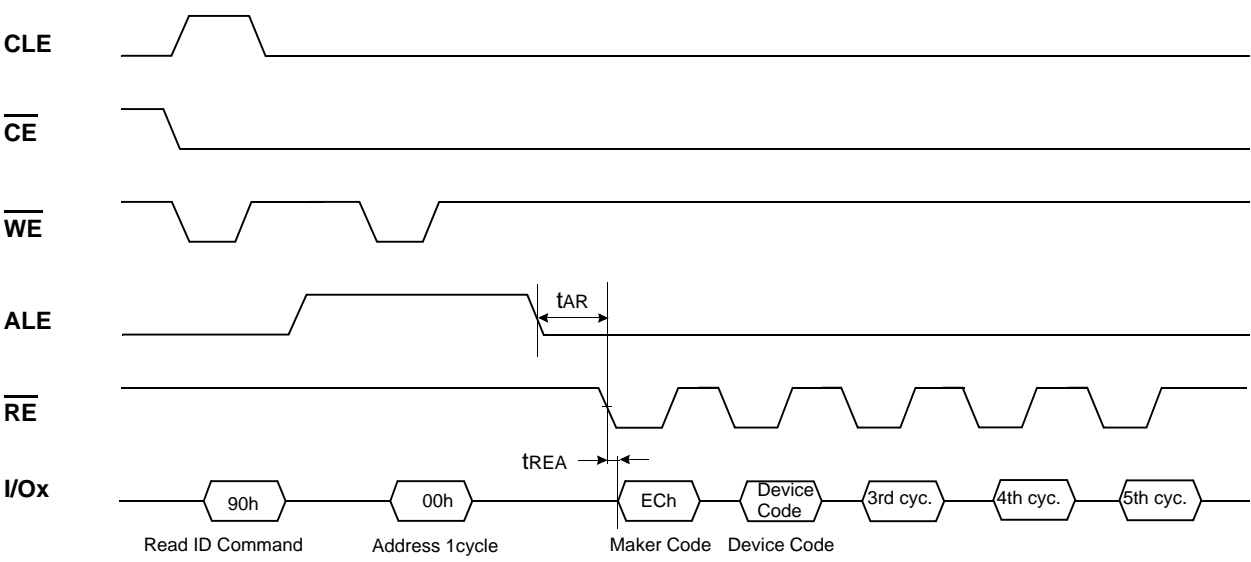 CLE
CE
WE
ALE
tAR
RE
tREA
I/Ox
90h
00h
ECh
Device
Code
3rd cyc.
4th cyc.
5th cyc.
Read ID Command
Address 1cycle
Maker Code
Device Code